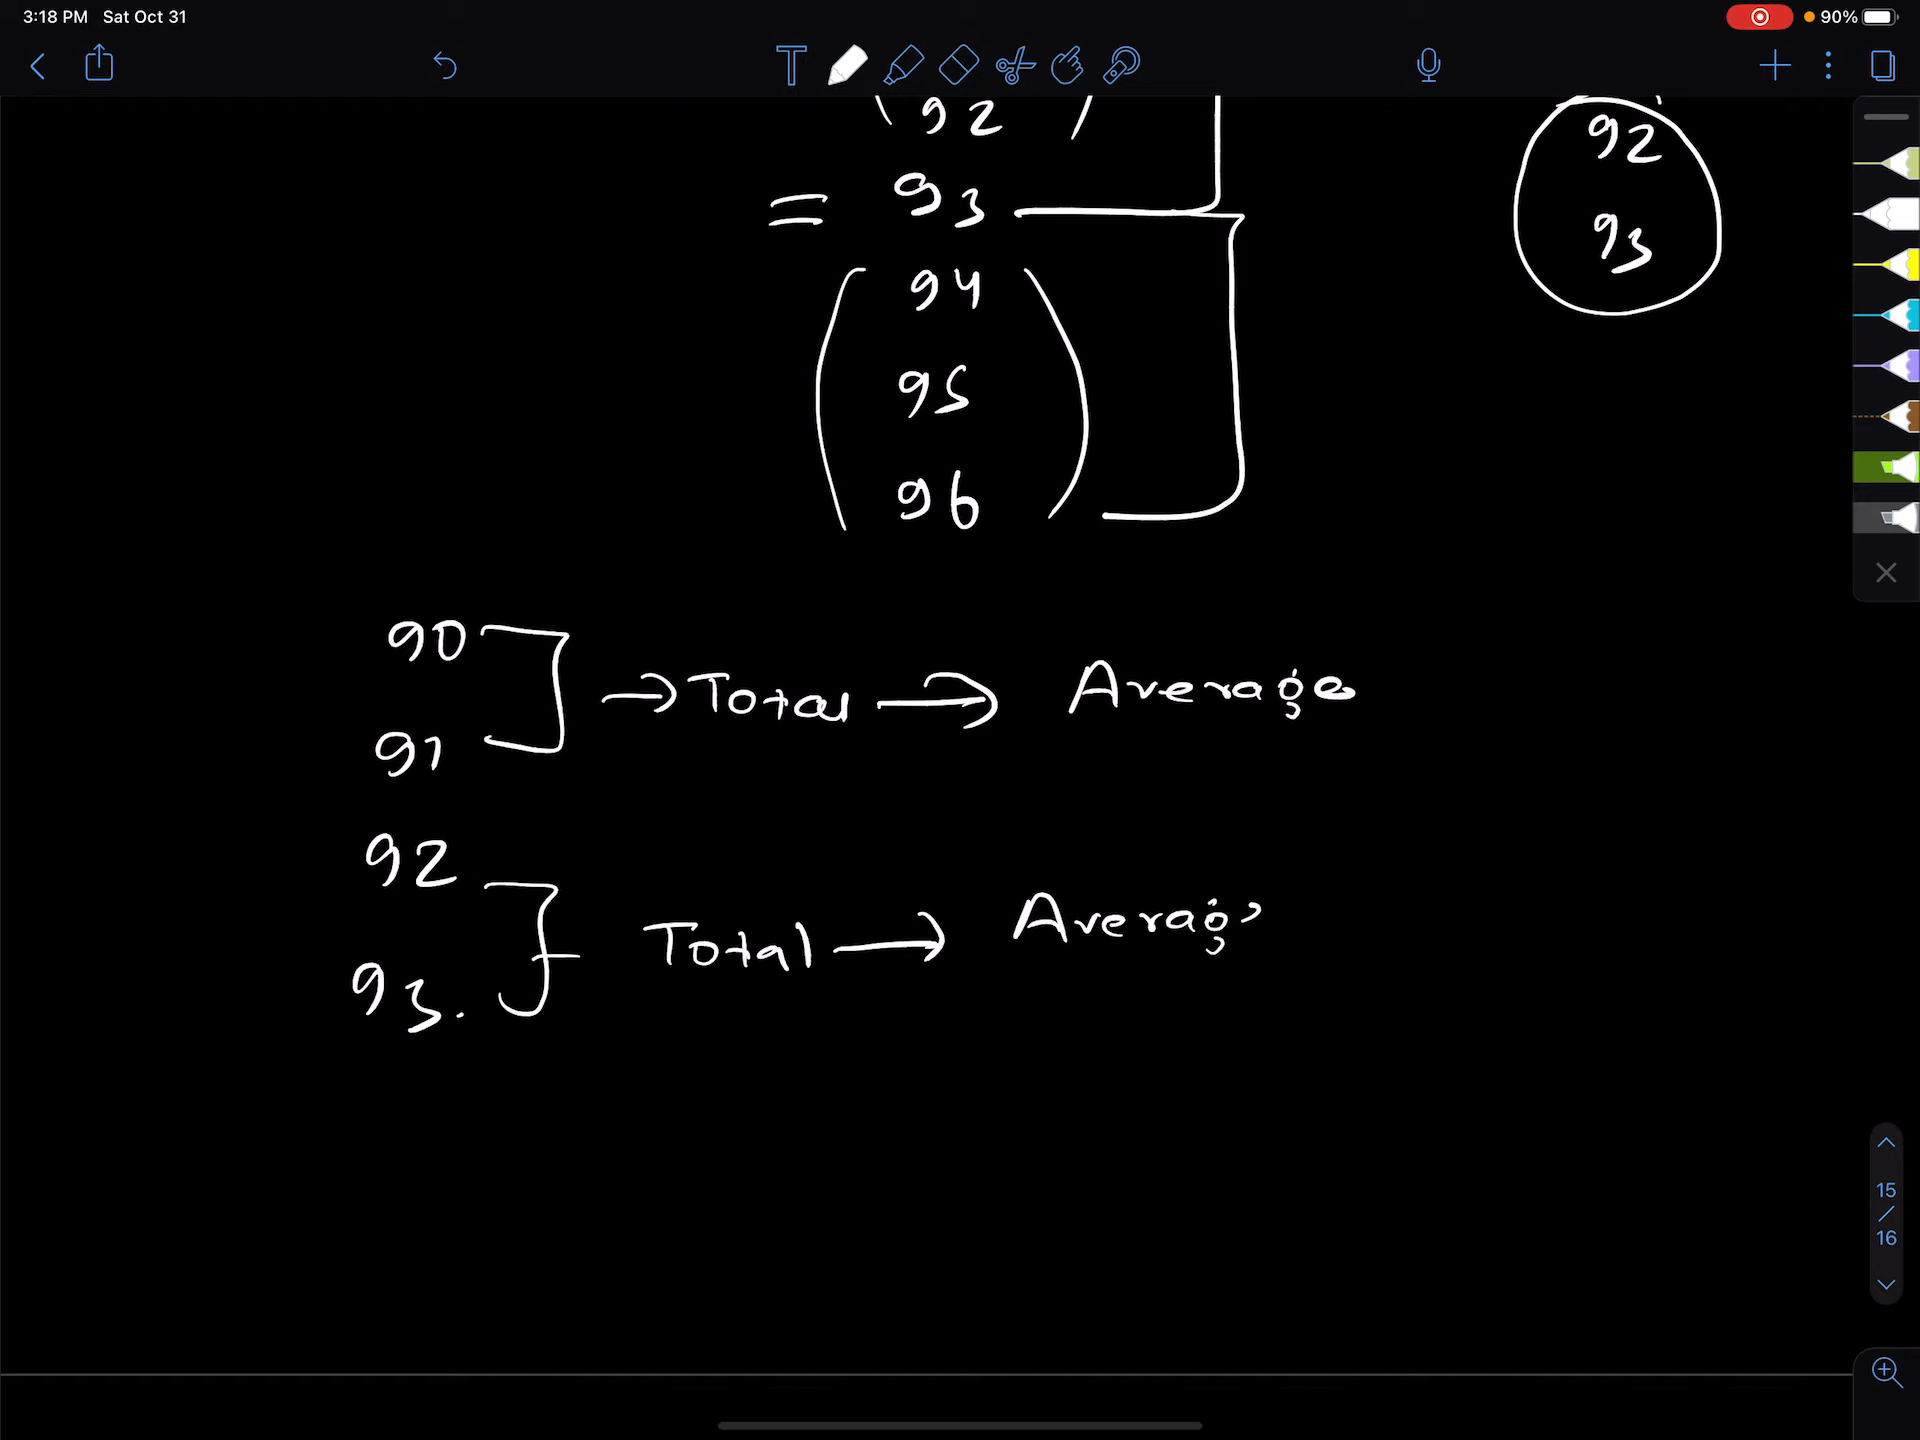 3:18 PM Sat Oct 31
90%
T
( 92 )
92
= 93
93
94
95
96
90
→ Total → Average
91
92
Total → Averag
93.
15
/
16